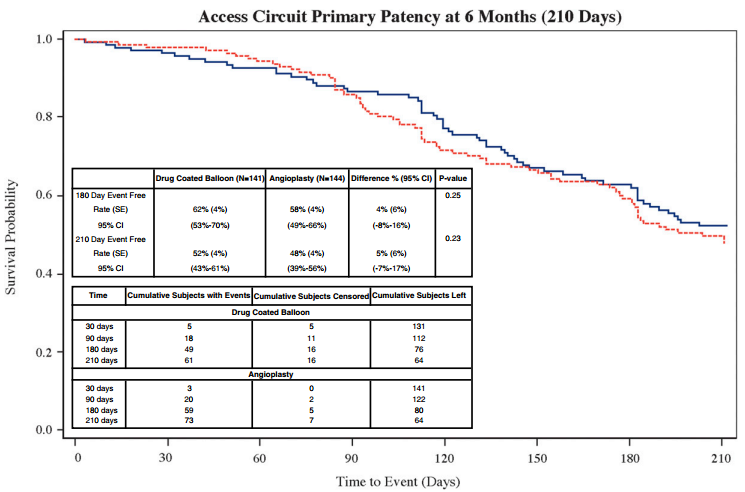 Access Circuit Primary Patency at 6 Months (210 Days)
Survival Probability
1.0
0.8
0.6
0.4
0.2
0.0
Drug Coated Balloon (N=141) Angioplasty (N=144) Difference % (95% CI) P-value
180 Day Event Free 0.25
Rate (SE) 62% (4%) 58% (4%) 4% (6%)
95% CI (53%-70%) (49%-66%) (-8%-16%)
210 Day Event Free 0.23
Rate (SE) 52% (4%) 48% (4%) 5% (6%)
95% CI (43%-61%) (39%-56%) (-7%-17%)
Time Cumulative Subjects with Events Cumulative Subjects Censored Cumulative Subjects Left
Drug Coated Balloon
30 days 5 5 131
90 days 18 11 112
180 days 49 16 76
210 days 61 16 64
Angioplasty
30 days 3 0 141
90 days 20 2 122
180 days 59 5 80
210 days 73 7 64
0 30 60 90 120 150 180 210
Time to Event (Days)